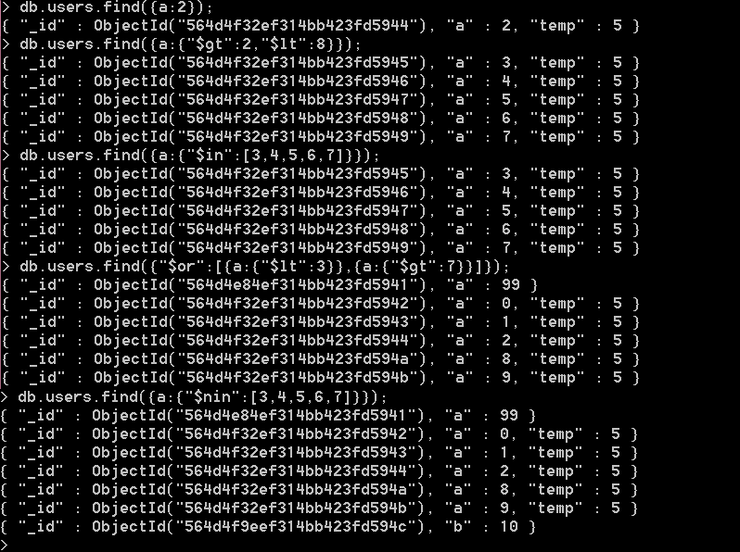 > db.users.find({a:2});
{ "_id" : ObjectId("564d4f32ef314bb423fd5944"), "a" : 2, "temp" : 5 }
> db.users.find({a:{"$gt":2,"$lt":8}});
{ "_id" : ObjectId("564d4f32ef314bb423fd5945"), "a" : 3, "temp" : 5 }
{ "_id" : ObjectId("564d4f32ef314bb423fd5946"), "a" : 4, "temp" : 5 }
{ "_id" : ObjectId("564d4f32ef314bb423fd5947"), "a" : 5, "temp" : 5 }
{ "_id" : ObjectId("564d4f32ef314bb423fd5948"), "a" : 6, "temp" : 5 }
{ "_id" : ObjectId("564d4f32ef314bb423fd5949"), "a" : 7, "temp" : 5 }
> db.users.find({a:{"$in":[3,4,5,6,7]}});
{ "_id" : ObjectId("564d4f32ef314bb423fd5945"), "a" : 3, "temp" : 5 }
{ "_id" : ObjectId("564d4f32ef314bb423fd5946"), "a" : 4, "temp" : 5 }
{ "_id" : ObjectId("564d4f32ef314bb423fd5947"), "a" : 5, "temp" : 5 }
{ "_id" : ObjectId("564d4f32ef314bb423fd5948"), "a" : 6, "temp" : 5 }
{ "_id" : ObjectId("564d4f32ef314bb423fd5949"), "a" : 7, "temp" : 5 }
> db.users.find({"$or":[{a:{"$lt":3}},{a:{"$gt":7}}]});
{ "_id" : ObjectId("564d4e84ef314bb423fd5941"), "a" : 99 }
{ "_id" : ObjectId("564d4f32ef314bb423fd5942"), "a" : 0, "temp" : 5 }
{ "_id" : ObjectId("564d4f32ef314bb423fd5943"), "a" : 1, "temp" : 5 }
{ "_id" : ObjectId("564d4f32ef314bb423fd5944"), "a" : 2, "temp" : 5 }
{ "_id" : ObjectId("564d4f32ef314bb423fd594a"), "a" : 8, "temp" : 5 }
{ "_id" : ObjectId("564d4f32ef314bb423fd594b"), "a" : 9, "temp" : 5 }
> db.users.find({a:{"$nin":[3,4,5,6,7]}});
{ "_id" : ObjectId("564d4e84ef314bb423fd5941"), "a" : 99 }
{ "_id" : ObjectId("564d4f32ef314bb423fd5942"), "a" : 0, "temp" : 5 }
{ "_id" : ObjectId("564d4f32ef314bb423fd5943"), "a" : 1, "temp" : 5 }
{ "_id" : ObjectId("564d4f32ef314bb423fd5944"), "a" : 2, "temp" : 5 }
{ "_id" : ObjectId("564d4f32ef314bb423fd594a"), "a" : 8, "temp" : 5 }
{ "_id" : ObjectId("564d4f32ef314bb423fd594b"), "a" : 9, "temp" : 5 }
{ "_id" : ObjectId("564d4f9eef314bb423fd594c"), "b" : 10 }
>